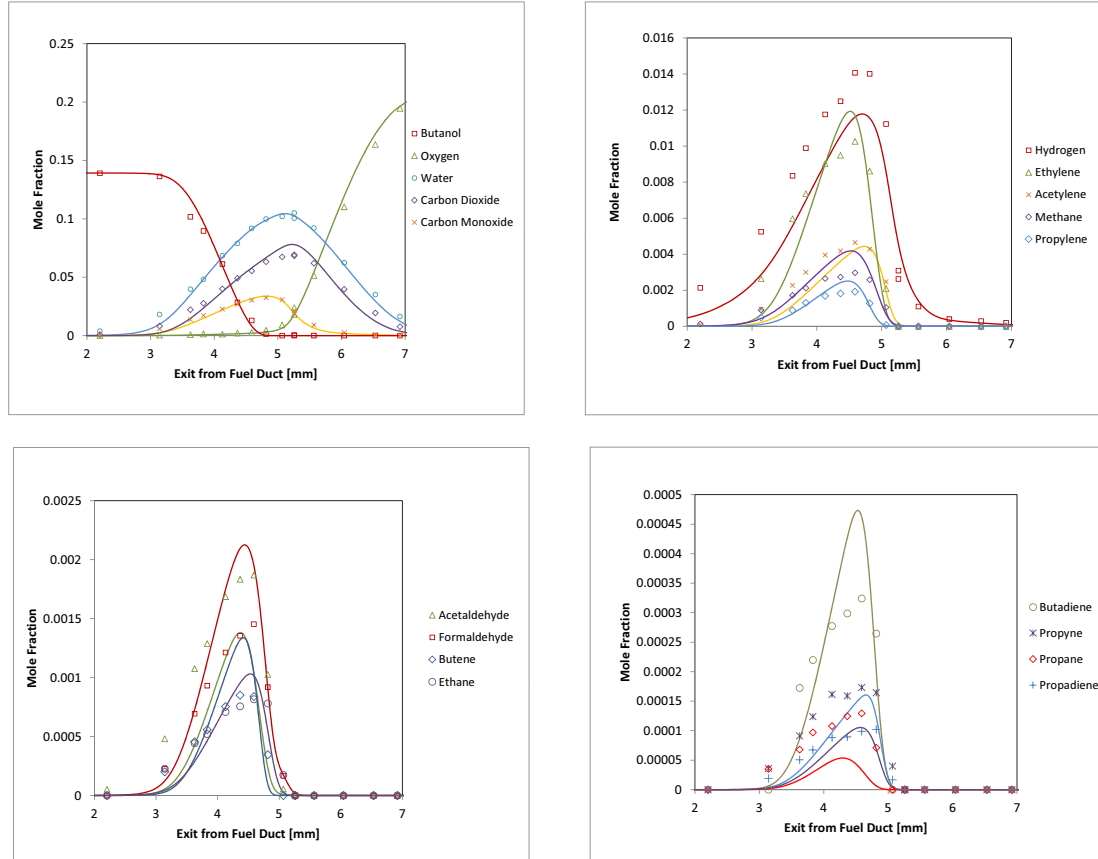 0.25
0.2
0.15
0.1
0.05
0
2 3 4 5 6 7
Mole Fraction
Exit from Fuel Duct [mm]
Butanol
Oxygen
Water
Carbon Dioxide
Carbon Monoxide
0.016
0.014
0.012
0.01
0.008
0.006
0.004
0.002
0
2 3 4 5 6 7
Mole Fraction
Exit from Fuel Duct [mm]
Hydrogen
Ethylene
Acetylene
Methane
Propylene
0.0025
0.002
0.0015
0.001
0.0005
0
2 3 4 5 6 7
Mole Fraction
Exit from Fuel Duct [mm]
Acetaldehyde
Formaldehyde
Butene
Ethane
0.0005
0.00045
0.0004
0.00035
0.0003
0.00025
0.0002
0.00015
0.0001
0.00005
0
2 3 4 5 6 7
Mole Fraction
Exit from Fuel Duct [mm]
Butadiene
Propyne
Propane
Propadiene